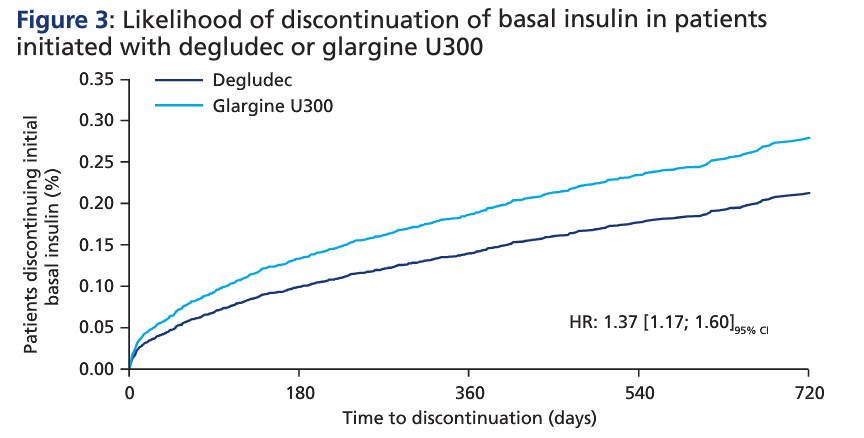 Figure 3: Likelihood of discontinuation of basal insulin in patients
initiated with degludec or glargine U300
Degludec
Glargine U300
Patients discontinuing initial
basal insulin (%)
0.35
0.30
0.25
0.20
0.15
0.10
0.05
0.00
HR: 1.37 [1.17; 1.60]95% CI
0 180 360 540 720
Time to discontinuation (days)